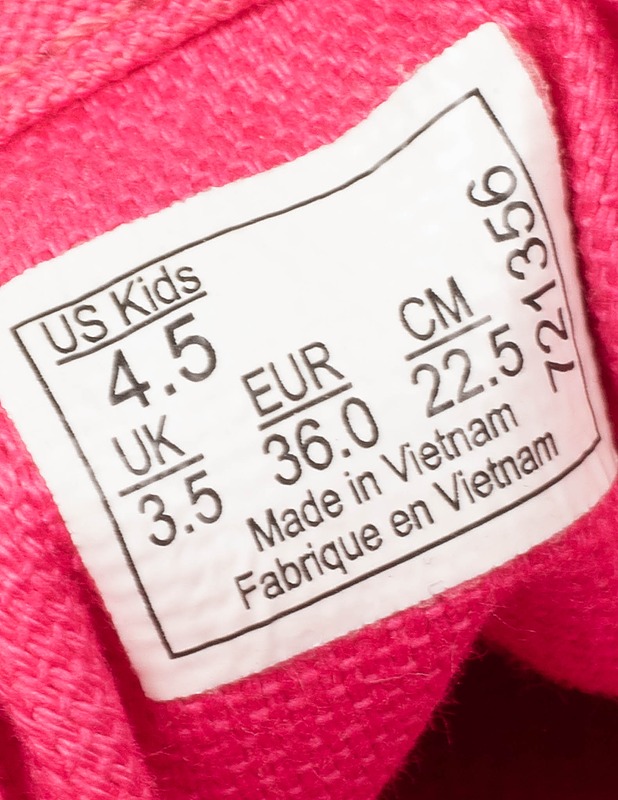 US Kids
4.5
UK
3.5
EUR
36.0
CM
22.5
Made in Vietnam
Fabrique en Vietnam
721356